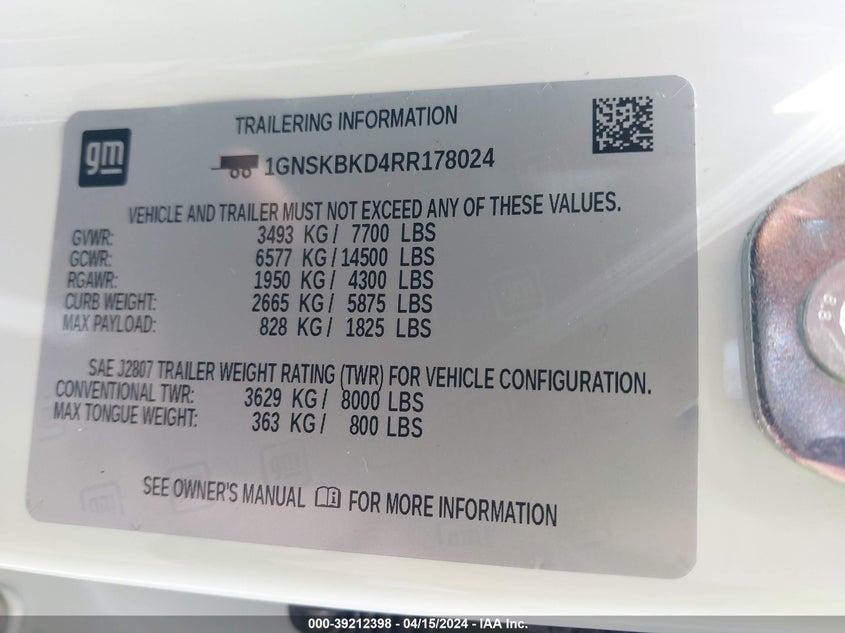 gm
TRAILERING INFORMATION
1GNSKBKD4RR178024
VEHICLE AND TRAILER MUST NOT EXCEED ANY OF THESE VALUES.
GVWR: 3493 KG / 7700 LBS
GCWR: 6577 KG / 14500 LBS
RGAWR: 1950 KG / 4300 LBS
CURB WEIGHT: 2665 KG / 5875 LBS
MAX PAYLOAD: 828 KG / 1825 LBS
SAE J2807 TRAILER WEIGHT RATING (TWR) FOR VEHICLE CONFIGURATION.
CONVENTIONAL TWR: 3629 KG / 8000 LBS
MAX TONGUE WEIGHT: 363 KG / 800 LBS
SEE OWNER'S MANUAL FOR MORE INFORMATION
8.8
000-39212398 - 04/15/2024 - IAA Inc.